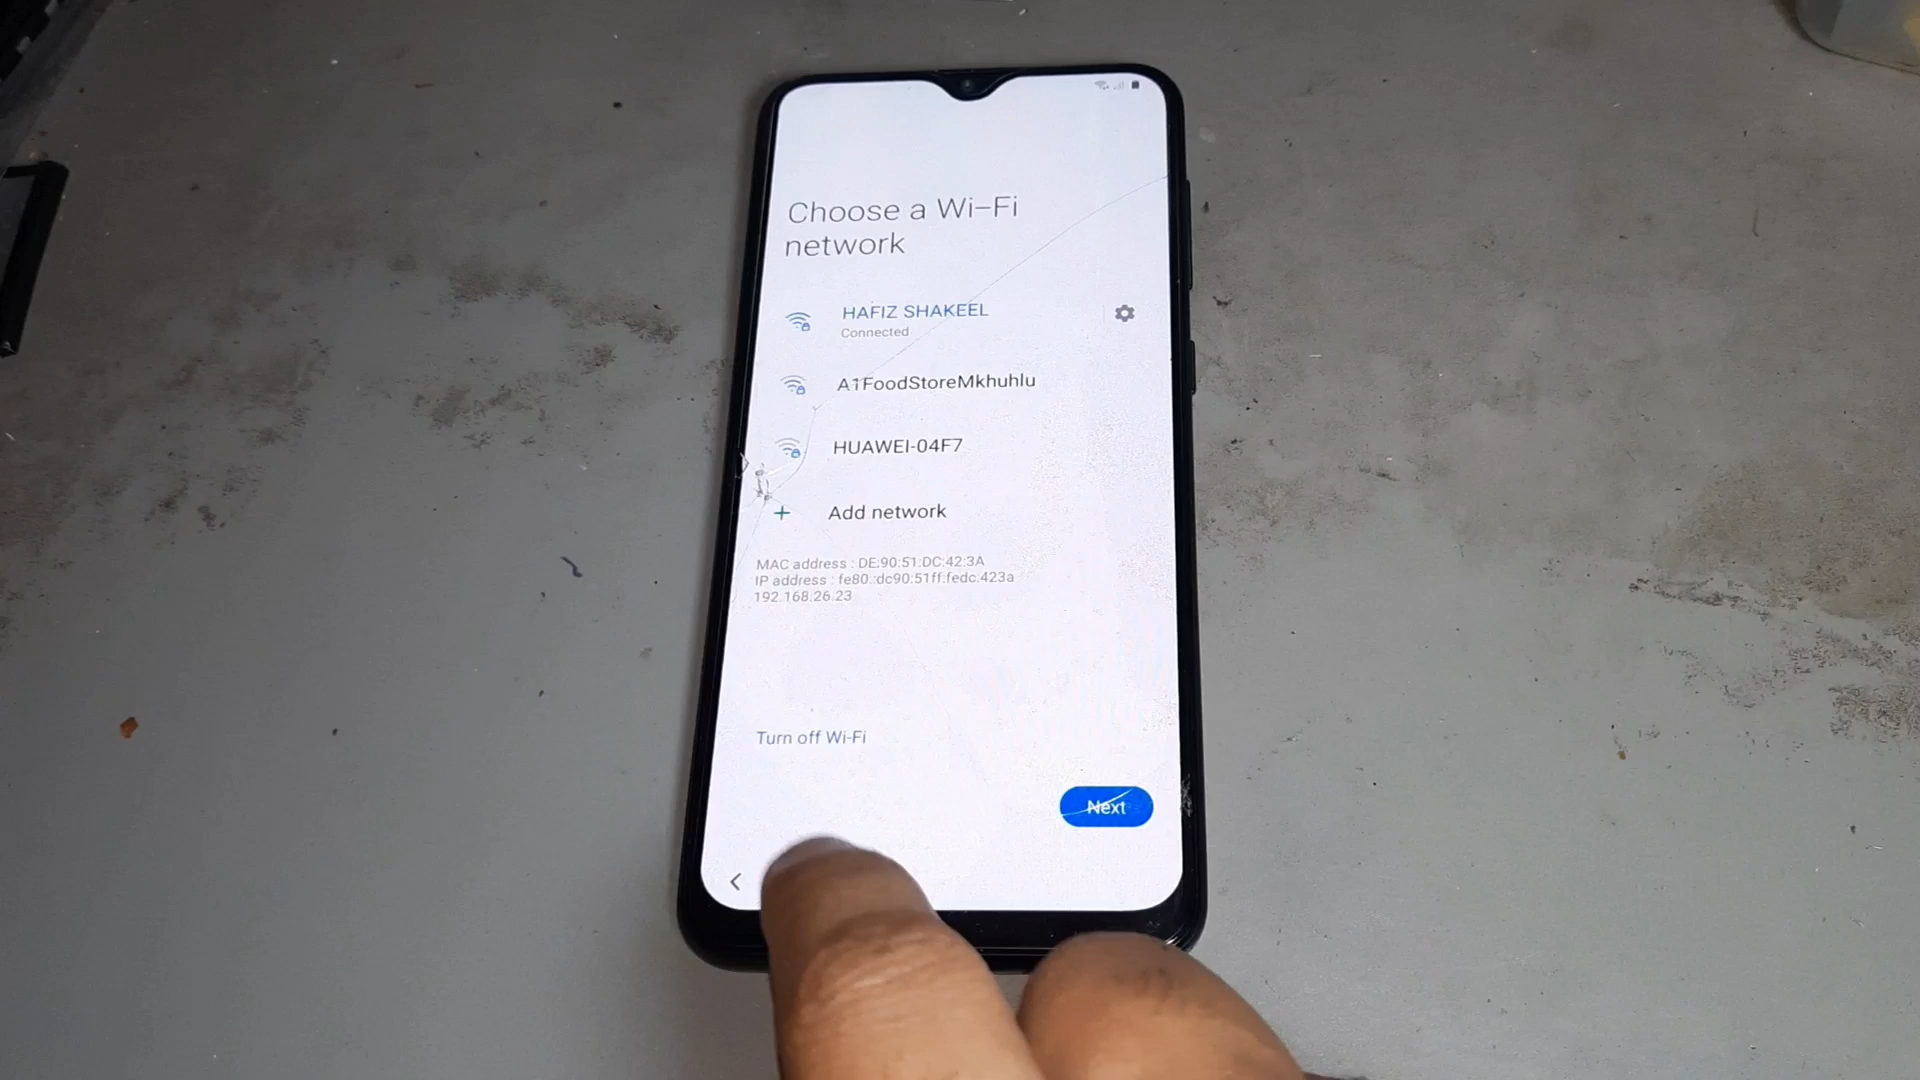 Choose a Wi-Fi
network
HAFIZ SHAKEEL
Connected
A1FoodStoreMkhuhlu
HUAWEI-04F7
Add network
MAC address : DE:90:51:DC:42:3A
IP address : fe80::dc90:51ff:fedc:423a
192.168.26.23
Turn off Wi-Fi
Next